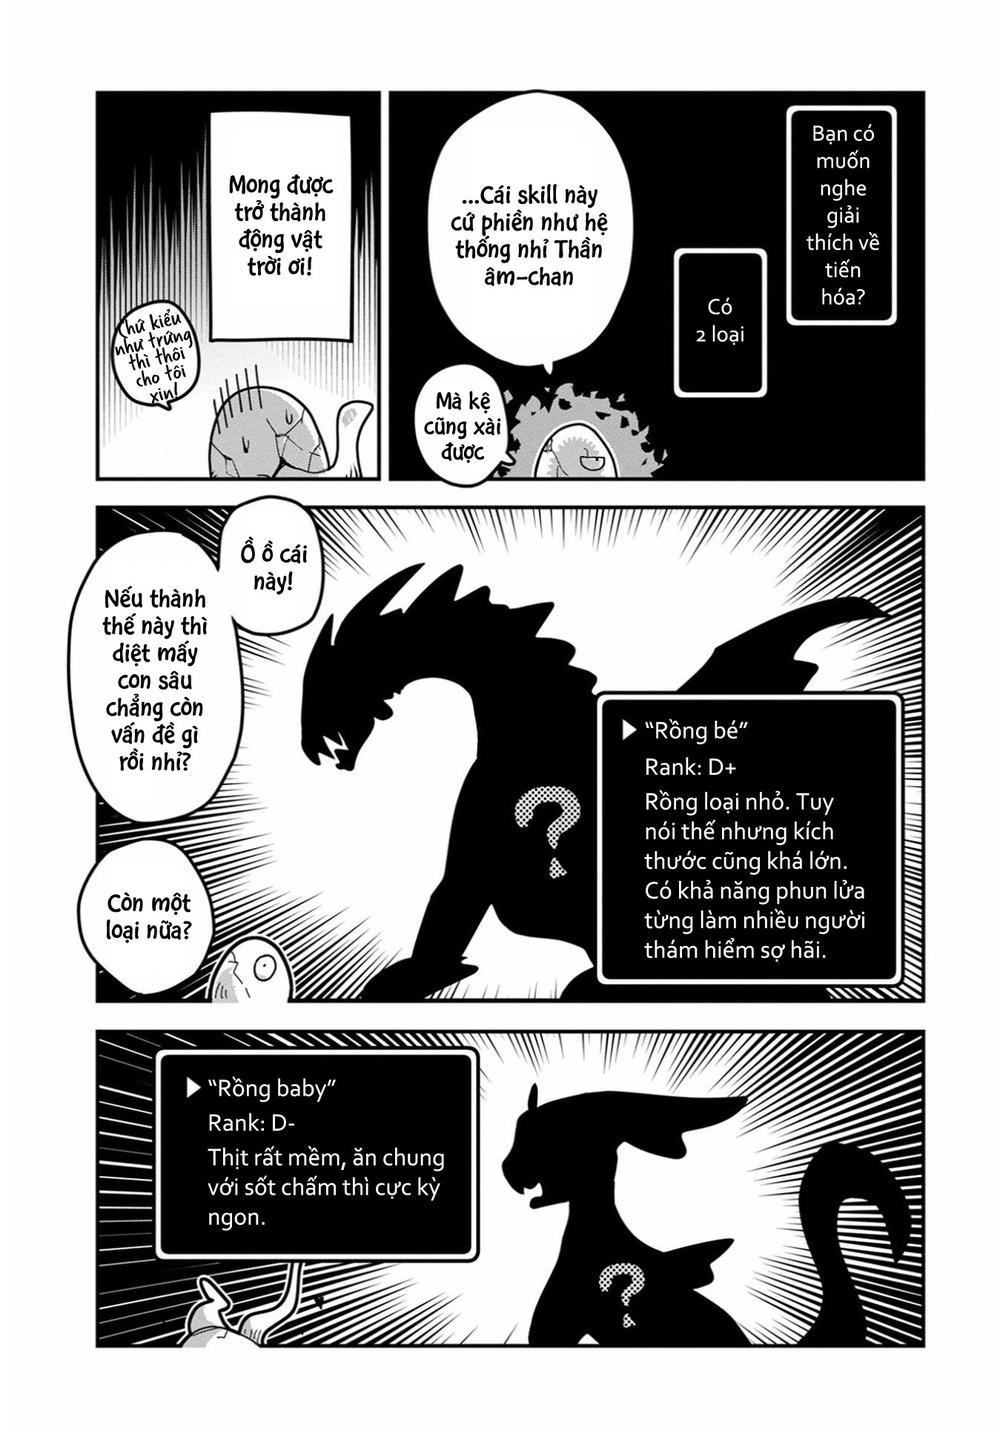 Bạn có
muốn
nghe
giải
thích về
tiến
hóa?
Có
2 loại
...Cái skill này
cứ phiền như hệ
thống nhỉ Thần
âm-chan
Mà kệ
cũng xài
được
Mong được
trở thành
động vật
trời ơi!
Chứ kiểu
như trứng
thì thôi
cho tôi
xin!
Ồ ồ cái
này!
Nếu thành
thế này thì
diệt mấy
con sâu
chẳng còn
vấn đề gì
rồi nhỉ?
"Rồng bé"
Rank: D+
Rồng loại nhỏ. Tuy
nói thế nhưng kích
thước cũng khá lớn.
Có khả năng phun lửa
từng làm nhiều người
thám hiểm sợ hãi.
Còn một
loại nữa?
"Rồng baby"
Rank: D-
Thịt rất mềm, ăn chung
với sốt chấm thì cực kỳ
ngon.